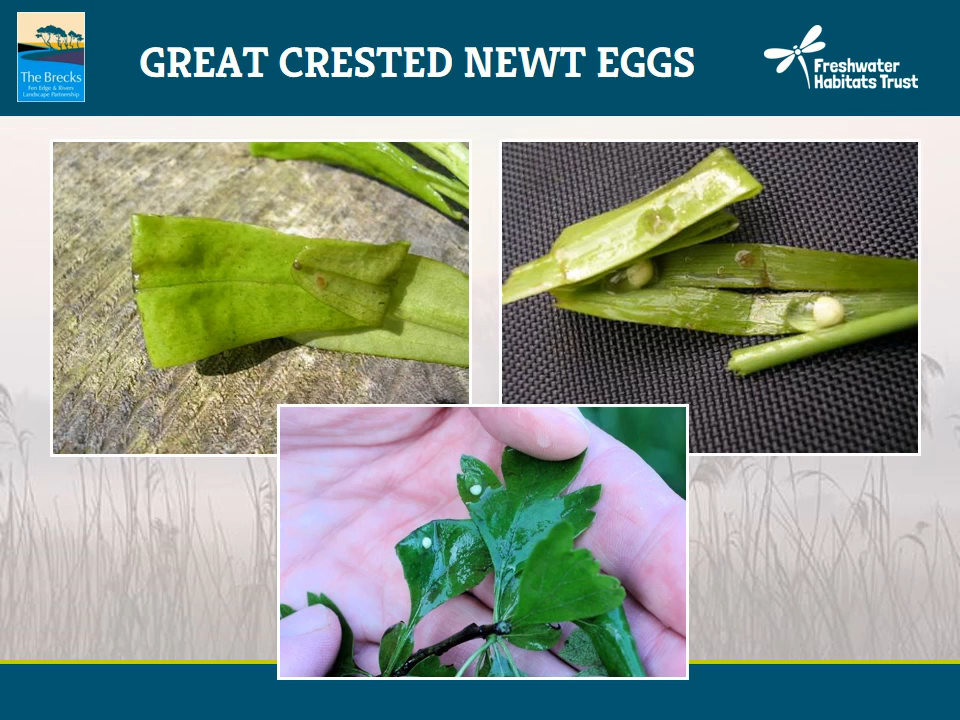 The Brecks
Fen Edge & Rivers
Landscape Partnership
GREAT CRESTED NEWT EGGS
Freshwater
Habitats Trust